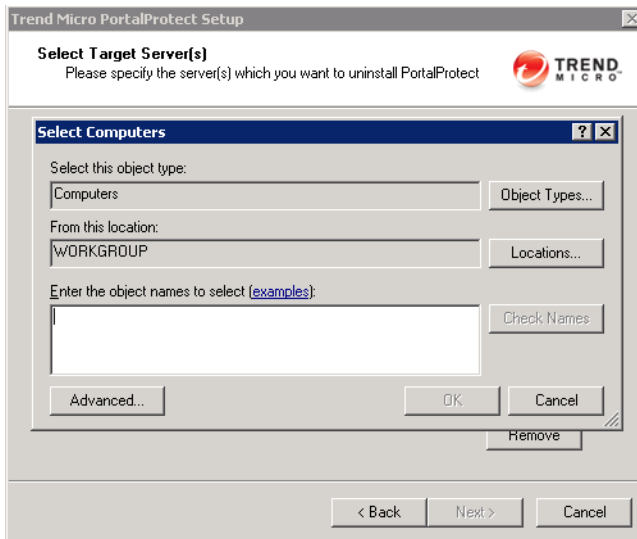 Trend Micro PortalProtect Setup
Select Target Server(s)
Please specify the server(s) which you want to uninstall PortalProtect
TREND
MICRO™
Select Computers
Select this object type:
Computers
Object Types...
From this location:
WORKGROUP
Locations...
Enter the object names to select (examples):
Check Names
Advanced...
OK
Cancel
Remove
< Back
Next >
Cancel